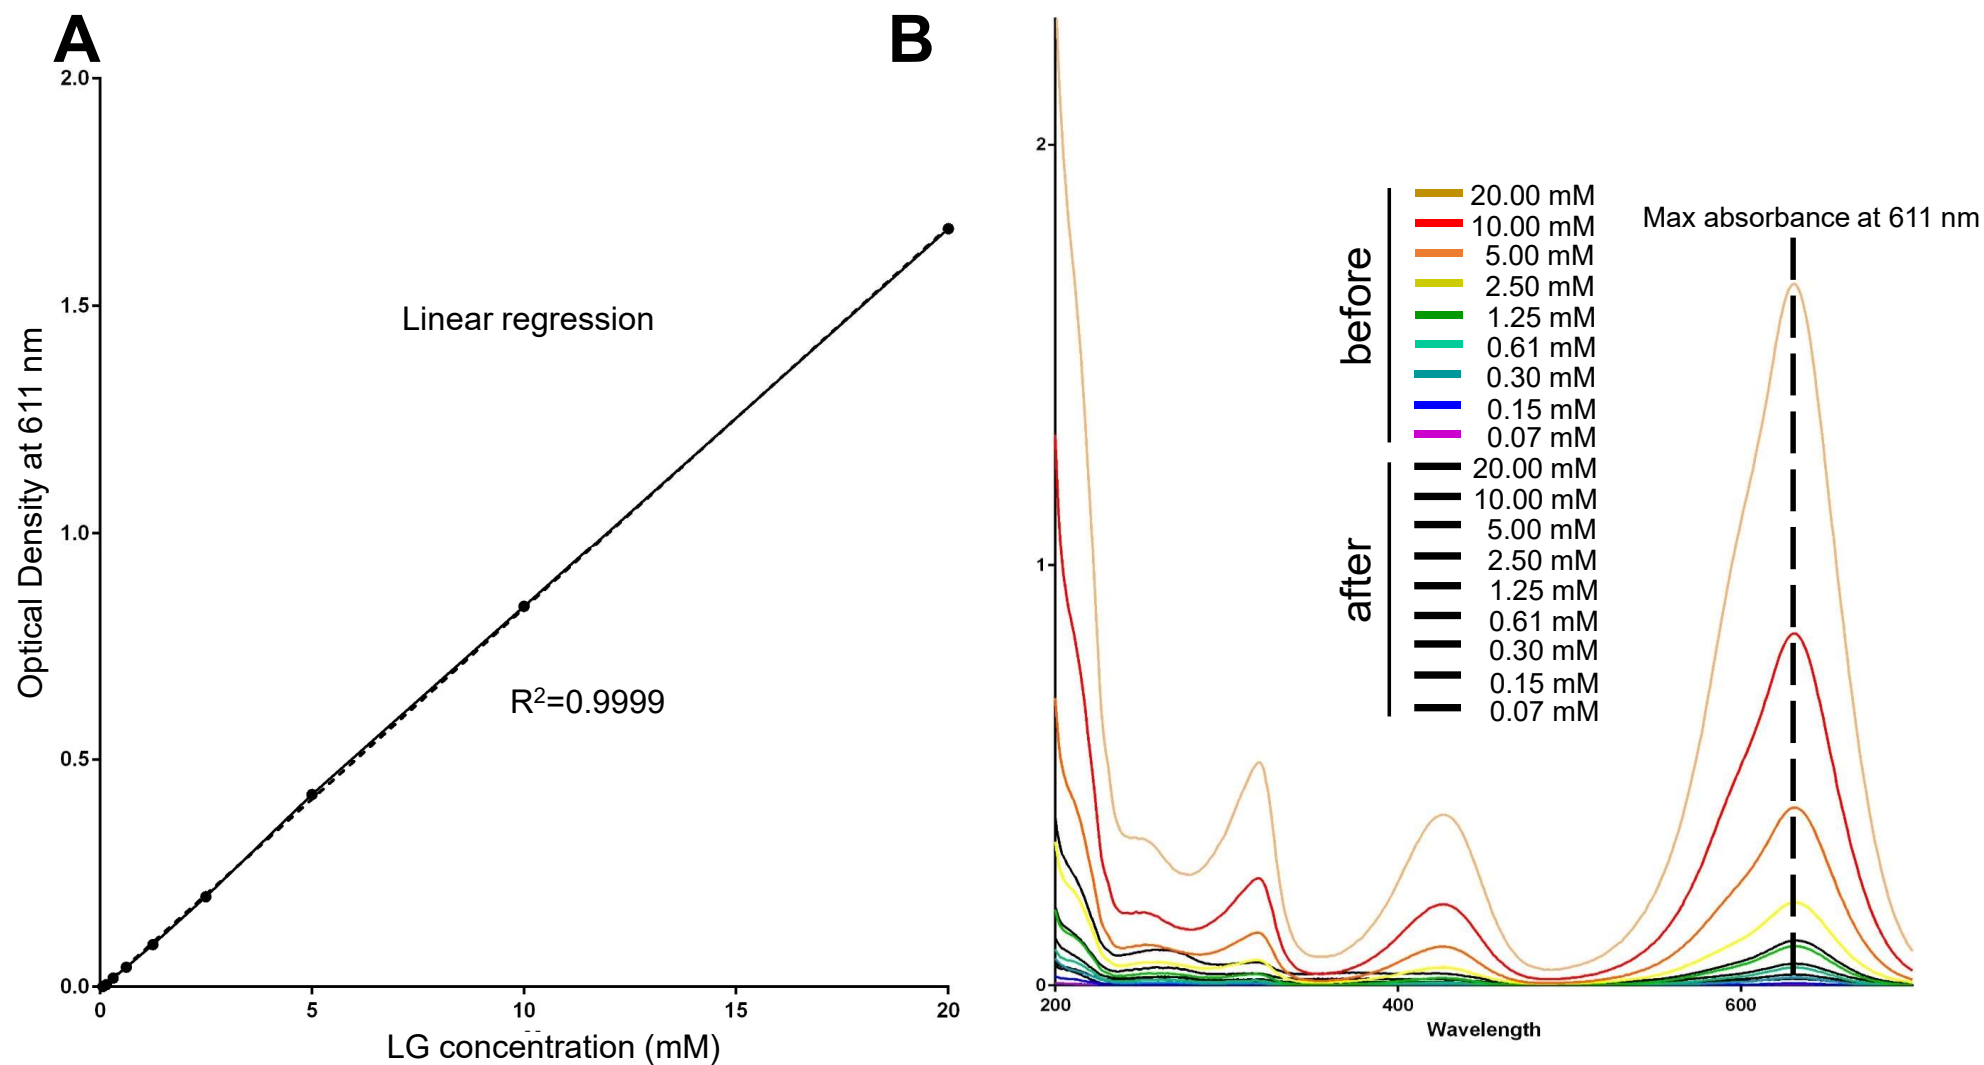 A
2.0
1.5
1.0
0.5
0.0
Optical Density at 611 nm
Linear regression
R²=0.9999
0 5 10 15 20
LG concentration (mM)
B
2
1
0
before
20.00 mM
10.00 mM
5.00 mM
2.50 mM
1.25 mM
0.61 mM
0.30 mM
0.15 mM
0.07 mM
after
20.00 mM
10.00 mM
5.00 mM
2.50 mM
1.25 mM
0.61 mM
0.30 mM
0.15 mM
0.07 mM
Max absorbance at 611 nm
200 400 600
Wavelength